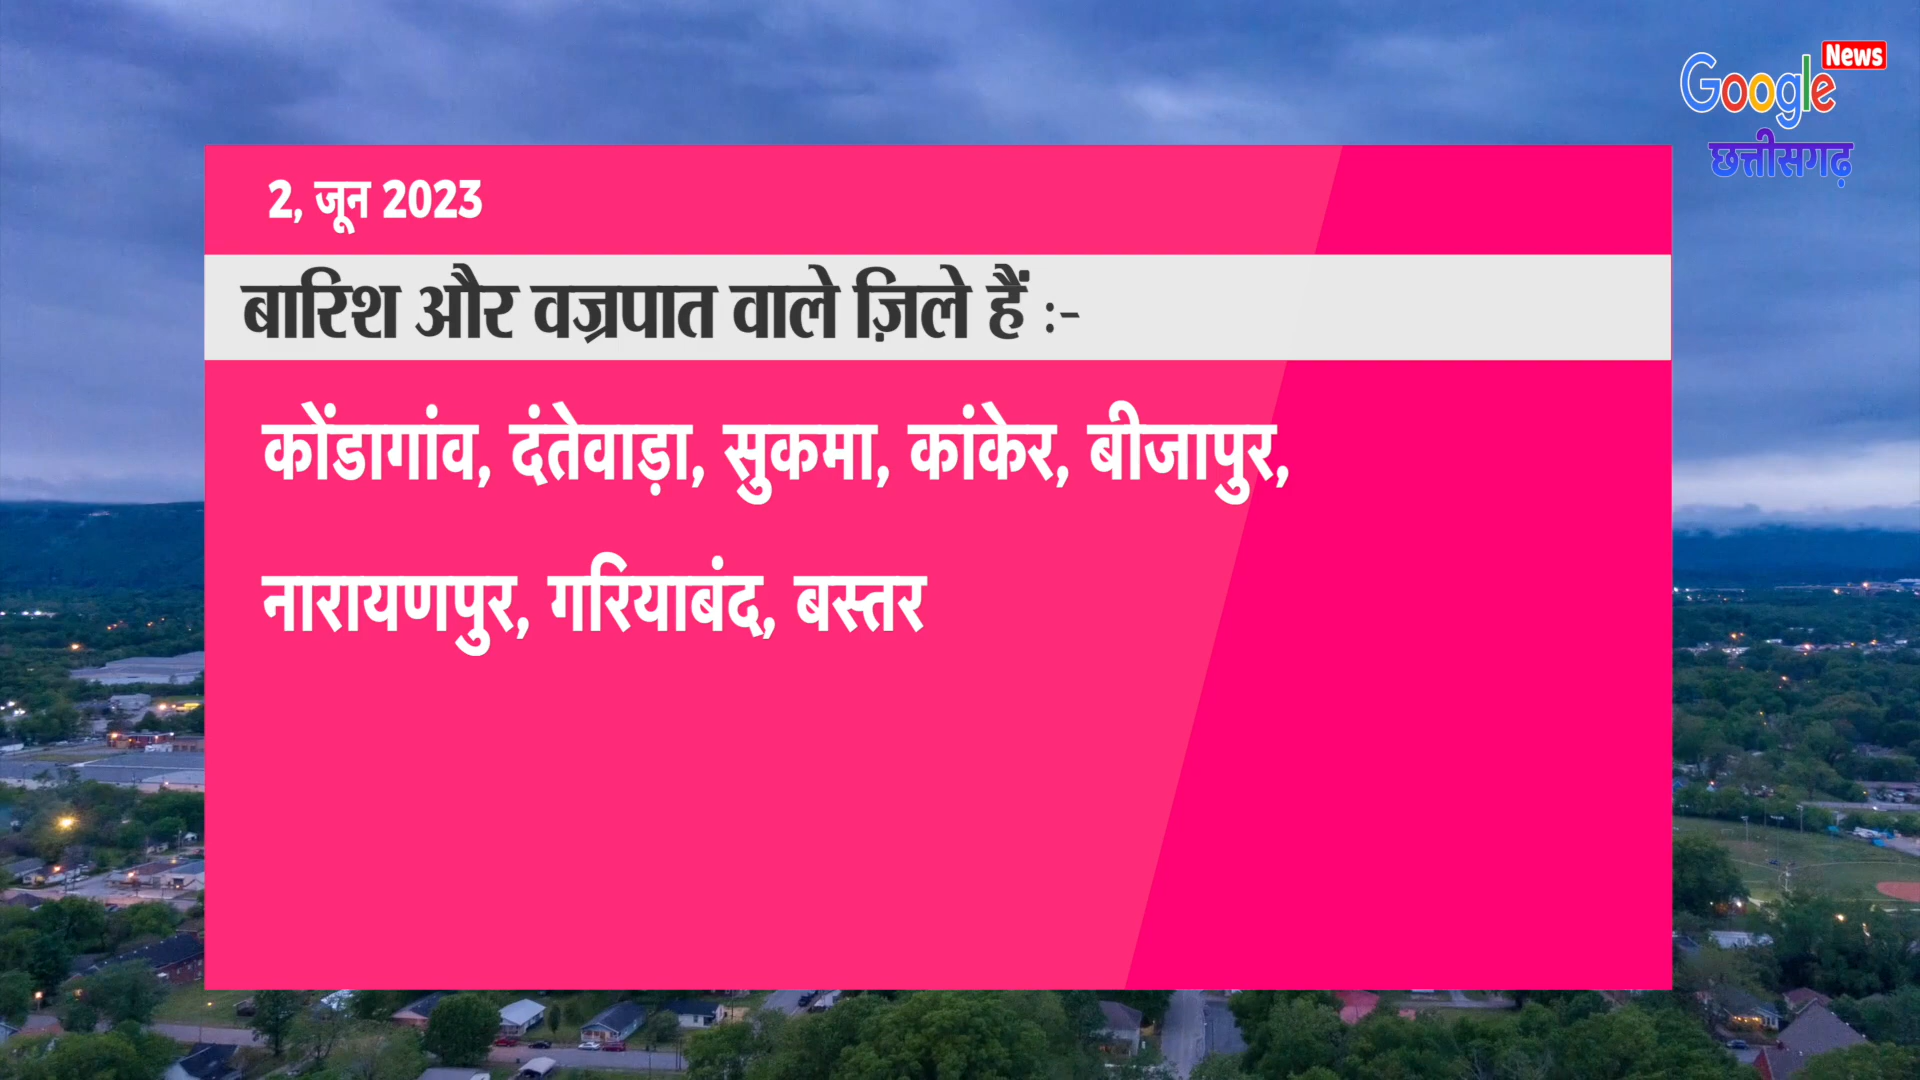 Google News
छत्तीसगढ़
2, जून 2023
बारिश और वज्रपात वाले ज़िले हैं :-
कोंडागांव, दंतेवाड़ा, सुकमा, कांकेर, बीजापुर,
नारायणपुर, गरियाबंद, बस्तर